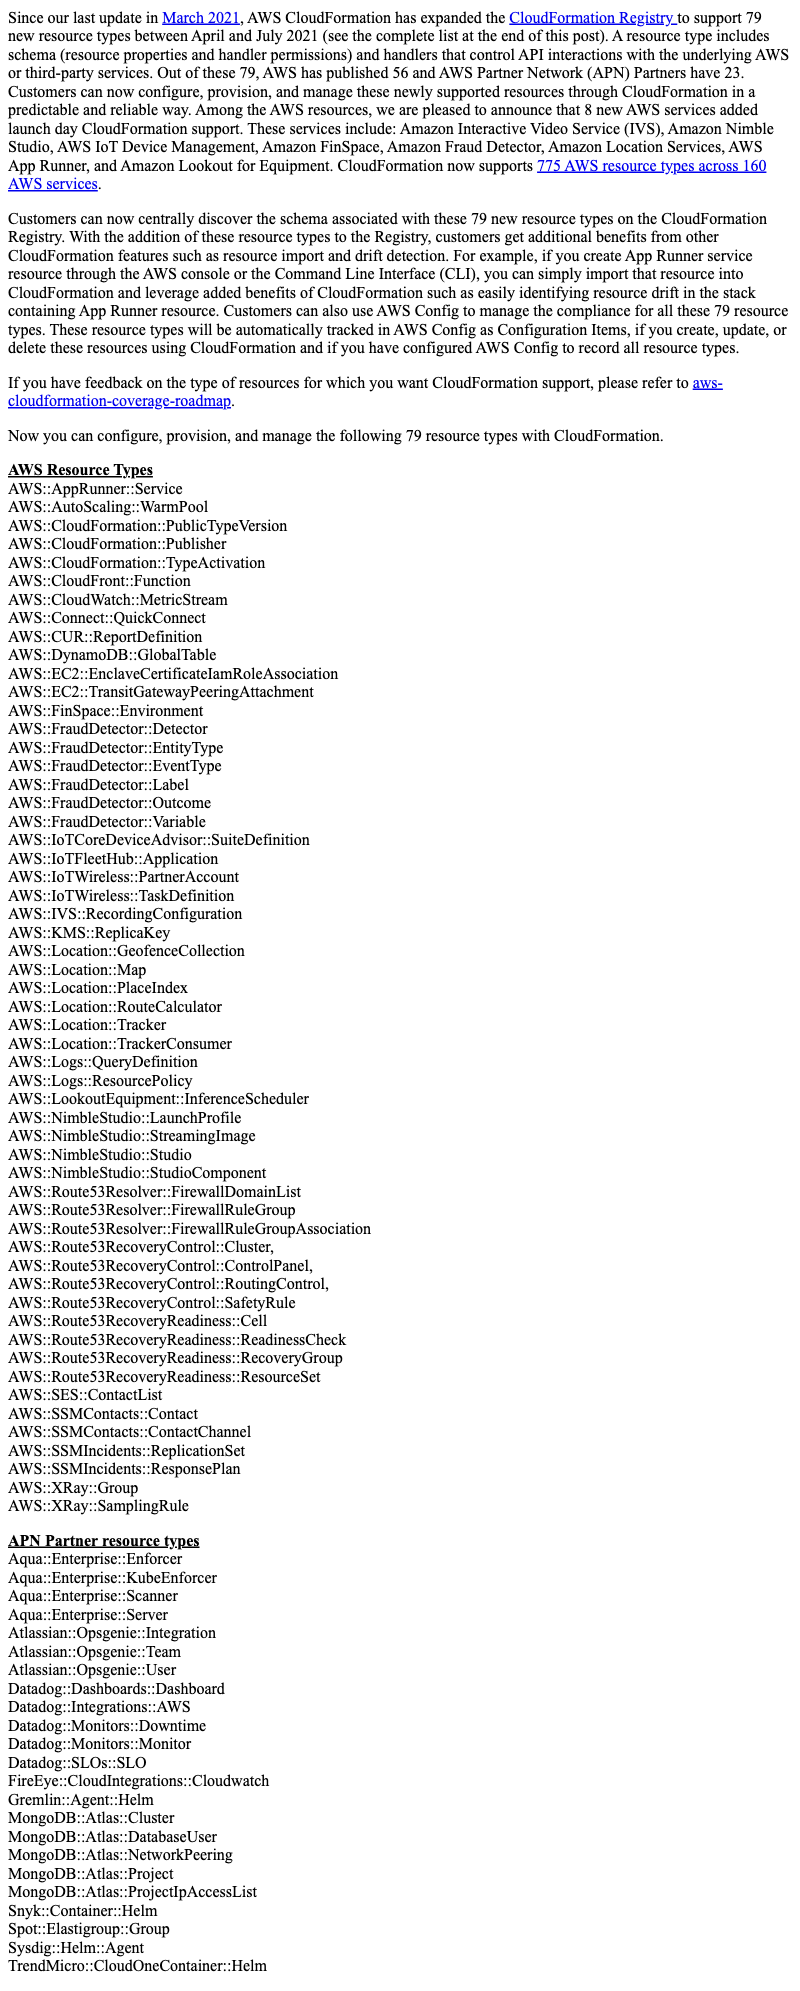 Since our last update in March 2021, AWS CloudFormation has expanded the CloudFormation Registry to support 79
new resource types between April and July 2021 (see the complete list at the end of this post). A resource type includes
schema (resource properties and handler permissions) and handlers that control API interactions with the underlying AWS
or third-party services. Out of these 79, AWS has published 56 and AWS Partner Network (APN) Partners have 23.
Customers can now configure, provision, and manage these newly supported resources through CloudFormation in a
predictable and reliable way. Among the AWS resources, we are pleased to announce that 8 new AWS services added
launch day CloudFormation support. These services include: Amazon Interactive Video Service (IVS), Amazon Nimble
Studio, AWS IoT Device Management, Amazon FinSpace, Amazon Fraud Detector, Amazon Location Services, AWS
App Runner, and Amazon Lookout for Equipment. CloudFormation now supports 775 AWS resource types across 160
AWS services.
Customers can now centrally discover the schema associated with these 79 new resource types on the CloudFormation
Registry. With the addition of these resource types to the Registry, customers get additional benefits from other
CloudFormation features such as resource import and drift detection. For example, if you create App Runner service
resource through the AWS console or the Command Line Interface (CLI), you can simply import that resource into
CloudFormation and leverage added benefits of CloudFormation such as easily identifying resource drift in the stack
containing App Runner resource. Customers can also use AWS Config to manage the compliance for all these 79 resource
types. These resource types will be automatically tracked in AWS Config as Configuration Items, if you create, update, or
delete these resources using CloudFormation and if you have configured AWS Config to record all resource types.
If you have feedback on the type of resources for which you want CloudFormation support, please refer to aws-
cloudformation-coverage-roadmap.
Now you can configure, provision, and manage the following 79 resource types with CloudFormation.
AWS Resource Types
AWS::AppRunner::Service
AWS::AutoScaling::WarmPool
AWS::CloudFormation::PublicTypeVersion
AWS::CloudFormation::Publisher
AWS::CloudFormation::TypeActivation
AWS::CloudFront::Function
AWS::CloudWatch::MetricStream
AWS::Connect::QuickConnect
AWS::CUR::ReportDefinition
AWS::DynamoDB::GlobalTable
AWS::EC2::EnclaveCertificateIamRoleAssociation
AWS::EC2::TransitGatewayPeeringAttachment
AWS::FinSpace::Environment
AWS::FraudDetector::Detector
AWS::FraudDetector::EntityType
AWS::FraudDetector::EventType
AWS::FraudDetector::Label
AWS::FraudDetector::Outcome
AWS::FraudDetector::Variable
AWS::IoTCoreDeviceAdvisor::SuiteDefinition
AWS::IoTFleetHub::Application
AWS::IoTWireless::PartnerAccount
AWS::IoTWireless::TaskDefinition
AWS::IVS::RecordingConfiguration
AWS::KMS::ReplicaKey
AWS::Location::GeofenceCollection
AWS::Location::Map
AWS::Location::PlaceIndex
AWS::Location::RouteCalculator
AWS::Location::Tracker
AWS::Location::TrackerConsumer
AWS::Logs::QueryDefinition
AWS::Logs::ResourcePolicy
AWS::LookoutEquipment::InferenceScheduler
AWS::NimbleStudio::LaunchProfile
AWS::NimbleStudio::StreamingImage
AWS::NimbleStudio::Studio
AWS::NimbleStudio::StudioComponent
AWS::Route53Resolver::FirewallDomainList
AWS::Route53Resolver::FirewallRuleGroup
AWS::Route53Resolver::FirewallRuleGroupAssociation
AWS::Route53RecoveryControl::Cluster,
AWS::Route53RecoveryControl::ControlPanel,
AWS::Route53RecoveryControl::RoutingControl,
AWS::Route53RecoveryControl::SafetyRule
AWS::Route53RecoveryReadiness::Cell
AWS::Route53RecoveryReadiness::ReadinessCheck
AWS::Route53RecoveryReadiness::RecoveryGroup
AWS::Route53RecoveryReadiness::ResourceSet
AWS::SES::ContactList
AWS::SSMContacts::Contact
AWS::SSMContacts::ContactChannel
AWS::SSMIncidents::ReplicationSet
AWS::SSMIncidents::ResponsePlan
AWS::XRay::Group
AWS::XRay::SamplingRule
APN Partner resource types
Aqua::Enterprise::Enforcer
Aqua::Enterprise::KubeEnforcer
Aqua::Enterprise::Scanner
Aqua::Enterprise::Server
Atlassian::Opsgenie::Integration
Atlassian::Opsgenie::Team
Atlassian::Opsgenie::User
Datadog::Dashboards::Dashboard
Datadog::Integrations::AWS
Datadog::Monitors::Downtime
Datadog::Monitors::Monitor
Datadog::SLOs::SLO
FireEye::CloudIntegrations::Cloudwatch
Gremlin::Agent::Helm
MongoDB::Atlas::Cluster
MongoDB::Atlas::DatabaseUser
MongoDB::Atlas::NetworkPeering
MongoDB::Atlas::Project
MongoDB::Atlas::ProjectIpAccessList
Snyk::Container::Helm
Spot::Elastigroup::Group
Sysdig::Helm::Agent
TrendMicro::CloudOneContainer::Helm